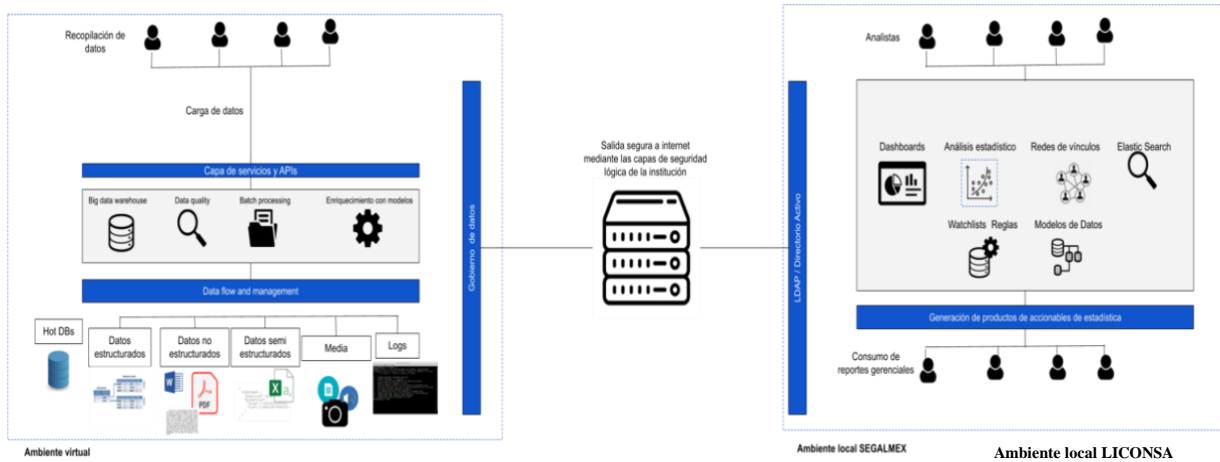 Recopilación de
datos
Carga de datos
Capa de servicios y APIs
Big data warehouse
Data quality
Batch processing
Enriquecimiento con modelos
Data flow and management
Hot DBs
Datos
estructurados
Datos no
estructurados
Datos semi
estructurados
Media
Logs
PDF
Gobierno de datos
Ambiente virtual
Salida segura a internet
mediante las capas de seguridad
lógica de la institución
LDAP / Directorio Activo
Analistas
Dashboards
Análisis estadístico
Redes de vínculos
Elastic Search
Watchlists Reglas
Modelos de Datos
Generación de productos de accionables de estadística
Consumo de
reportes gerenciales
Ambiente local SEGALMEX
Ambiente local LICONSA